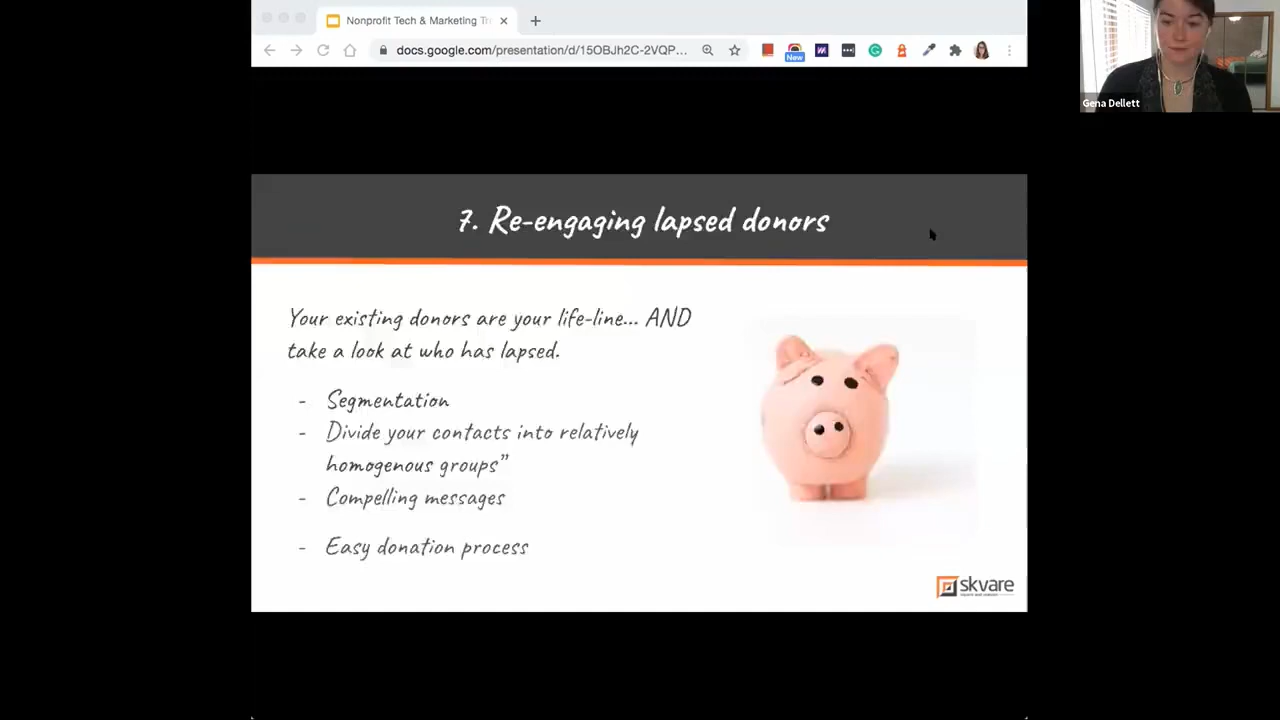 Nonprofit Tech & Marketing Tr
docs.google.com/presentation/d/15OBJh2C-2VQP...
New
Gena Dellett
7. Re-engaging lapsed donors
Your existing donors are your life-line... AND
take a look at who has lapsed.
- Segmentation
- Divide your contacts into relatively
homogenous groups”
- Compelling messages
- Easy donation process
skvare